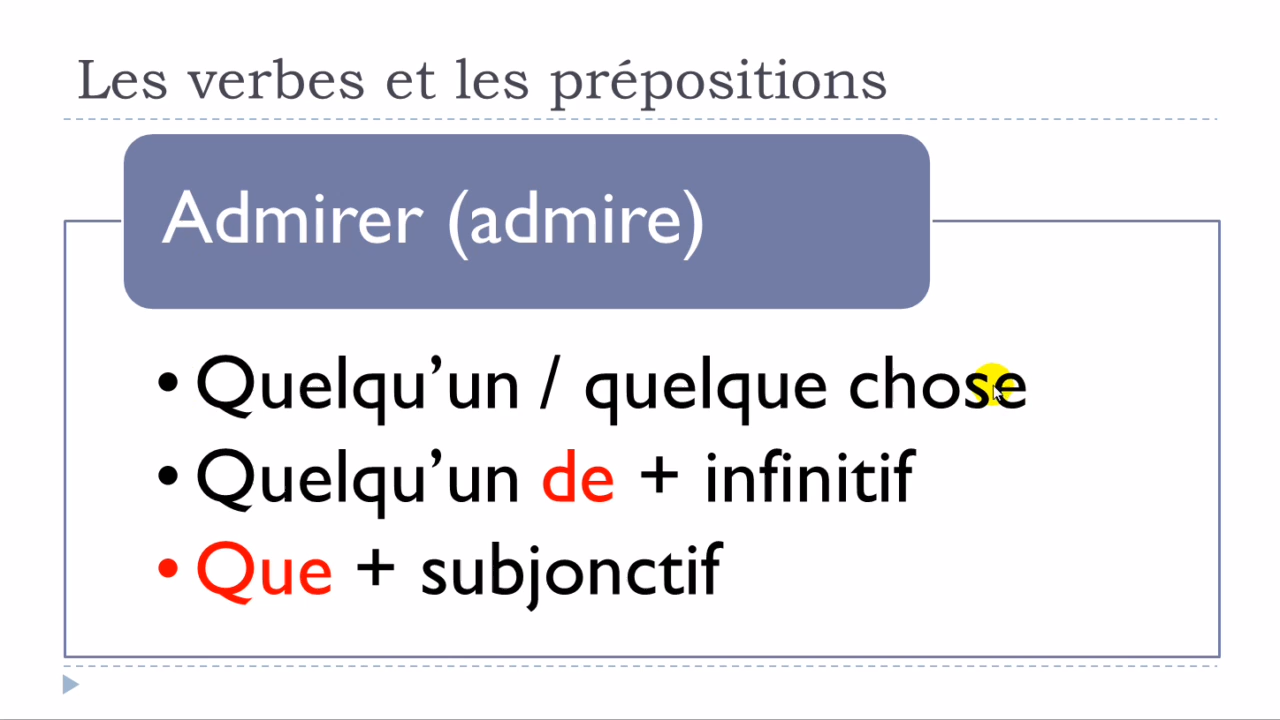 Les verbes et les prépositions
Admirer (admire)
• Quelqu’un / quelque chose
• Quelqu’un de + infinitif
• Que + subjonctif